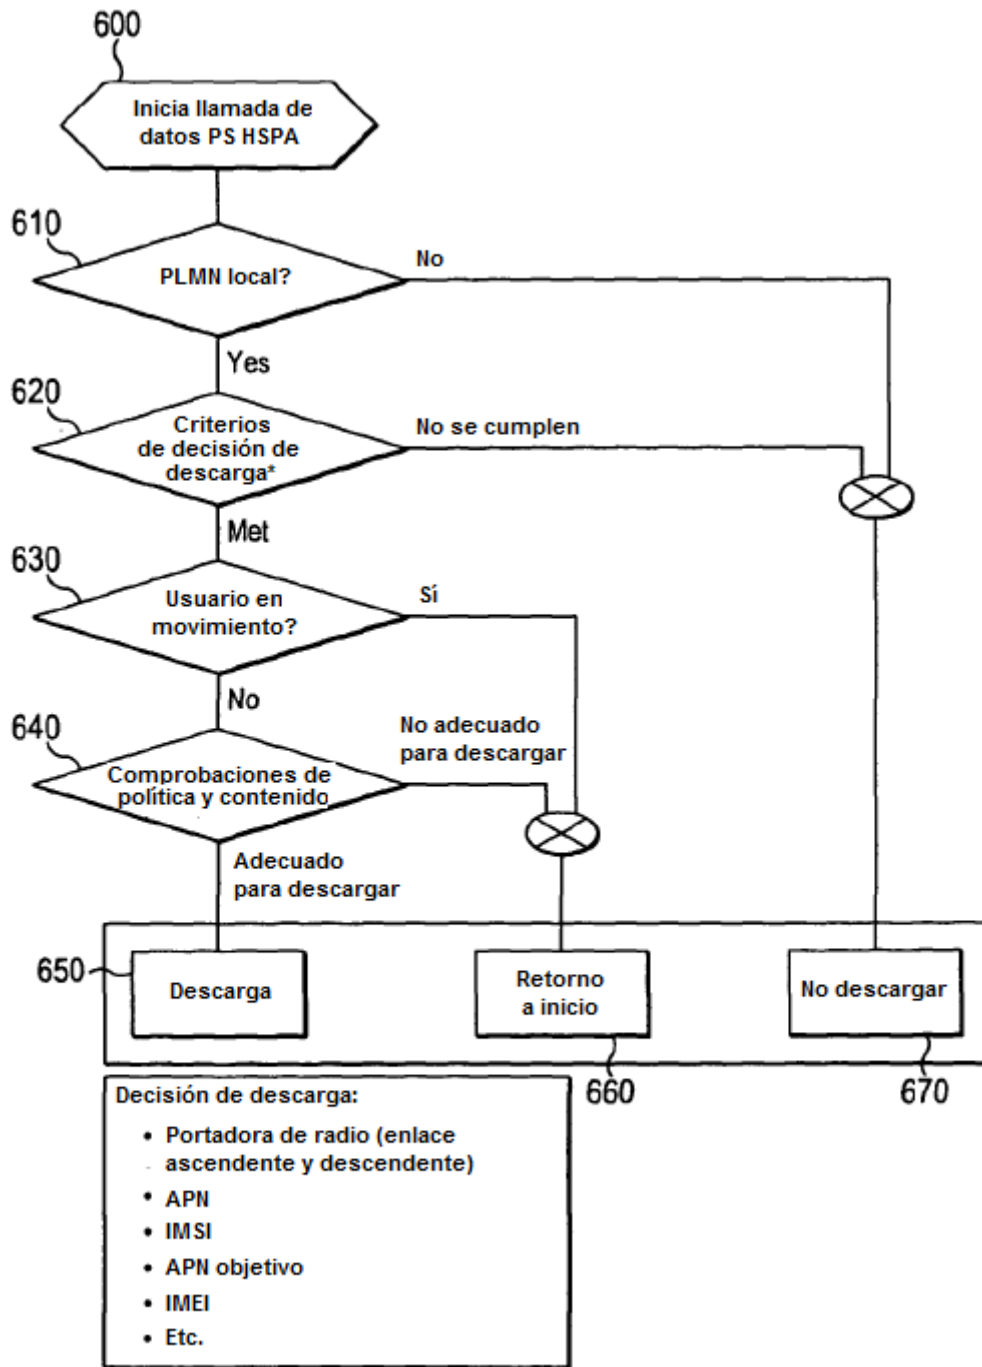 600
Inicia llamada de
datos PS HSPA
610
PLMN local?
No
Yes
620
Criterios
de decisión de
descarga*
No se cumplen
Met
630
Usuario en
movimiento?
Sí
No
640
No adecuado
para descargar
Comprobaciones de
política y contenido
Adecuado
para descargar
650
Descarga
Retorno
a inicio
No descargar
660
670
Decisión de descarga:
• Portadora de radio (enlace
ascendente y descendente)
• APN
• IMSI
• APN objetivo
• IMEI
• Etc.